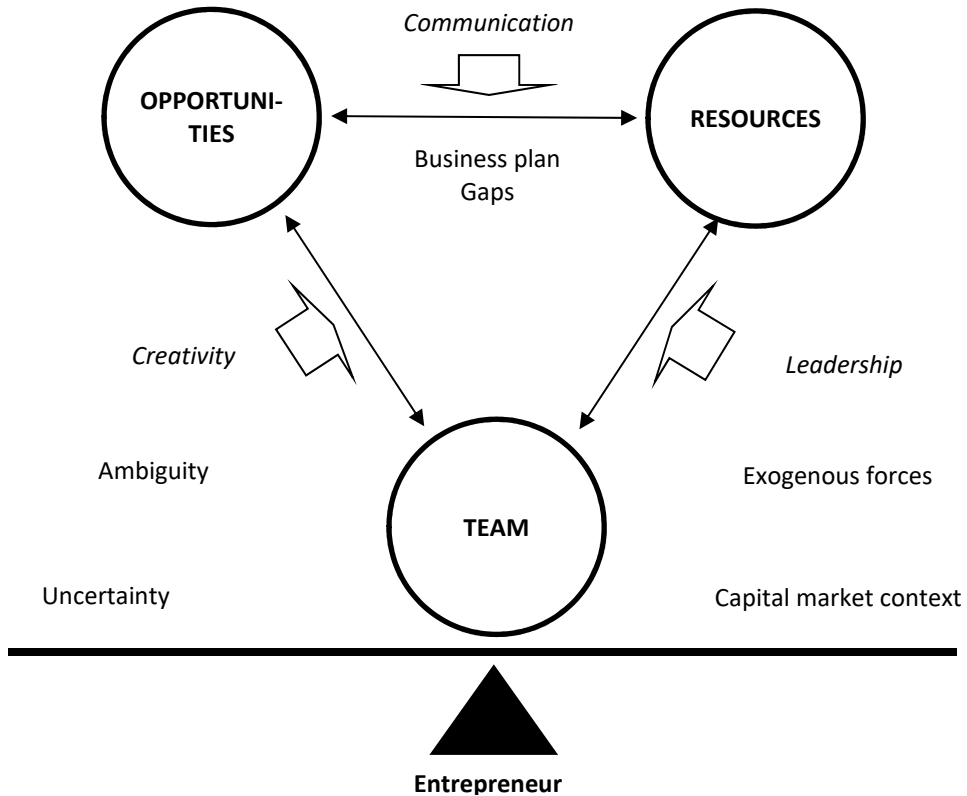 Communication
OPPORTUNI-
TIES
RESOURCES
Business plan
Gaps
Creativity
Leadership
Ambiguity
Exogenous forces
TEAM
Uncertainty
Capital market context
Entrepreneur